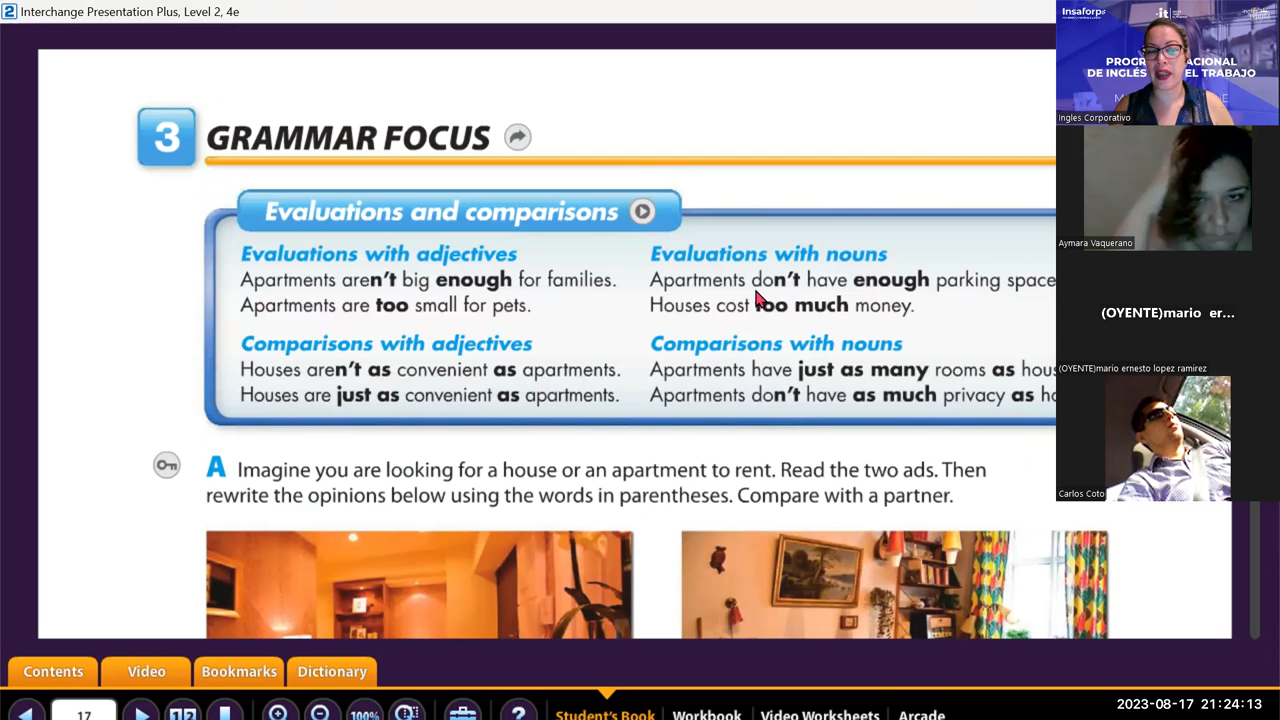 Interchange Presentation Plus, Level 2, 4e
3 GRAMMAR FOCUS
Evaluations and comparisons
Evaluations with adjectives
Apartments aren't big enough for families.
Apartments are too small for pets.
Comparisons with adjectives
Houses aren't as convenient as apartments.
Houses are just as convenient as apartments.
Evaluations with nouns
Apartments don't have enough parking space
Houses cost too much money.
Comparisons with nouns
Apartments have just as many rooms as hou
Apartments don't have as much privacy as ho
A Imagine you are looking for a house or an apartment to rent. Read the two ads. Then
rewrite the opinions below using the words in parentheses. Compare with a partner.
Insaforp
Ingles Corporativo
Aymara Vaquerano
(OYENTE)mario er...
(OYENTE)mario ernesto lopez ramirez
Carlos Coto
Contents Video Bookmarks Dictionary
17 100% ? Student's Book Workbook Video Worksheets Arcade
2023-08-17 21:24:13